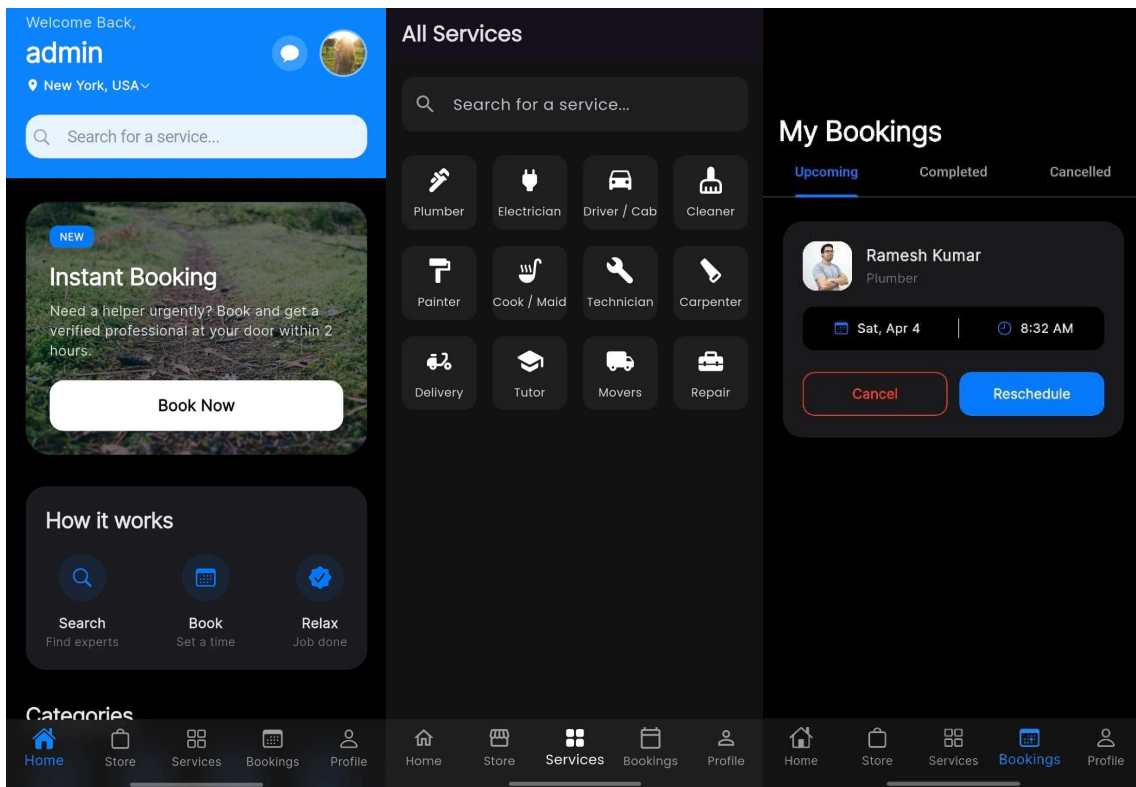 Welcome Back,
admin
New York, USA
Search for a service...
NEW
Instant Booking
Need a helper urgently? Book and get a
verified professional at your door within 2
hours.
Book Now
How it works
Search
Find experts
Book
Set a time
Relax
Job done
Categories
Home
Store
Services
Bookings
Profile
All Services
Search for a service...
Plumber
Electrician
Driver / Cab
Cleaner
Painter
Cook / Maid
Technician
Carpenter
Delivery
Tutor
Movers
Repair
Home
Store
Services
Bookings
Profile
My Bookings
Upcoming
Completed
Cancelled
Ramesh Kumar
Plumber
Sat, Apr 4
8:32 AM
Cancel
Reschedule
Home
Store
Services
Bookings
Profile